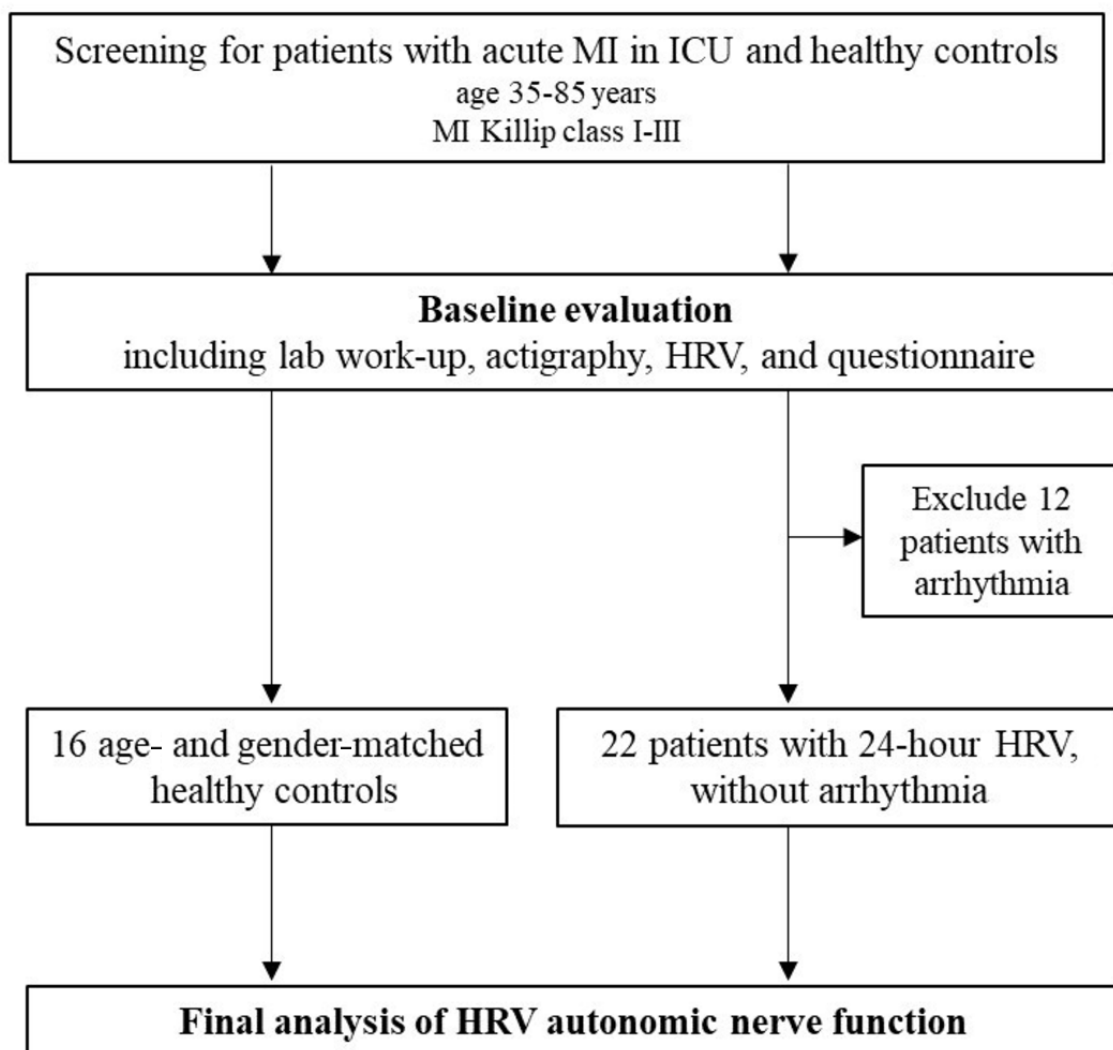 Screening for patients with acute MI in ICU and healthy controls
age 35-85 years
MI Killip class I-III
Baseline evaluation
including lab work-up, actigraphy, HRV, and questionnaire
Exclude 12
patients with
arrhythmia
16 age- and gender-matched
healthy controls
22 patients with 24-hour HRV,
without arrhythmia
Final analysis of HRV autonomic nerve function